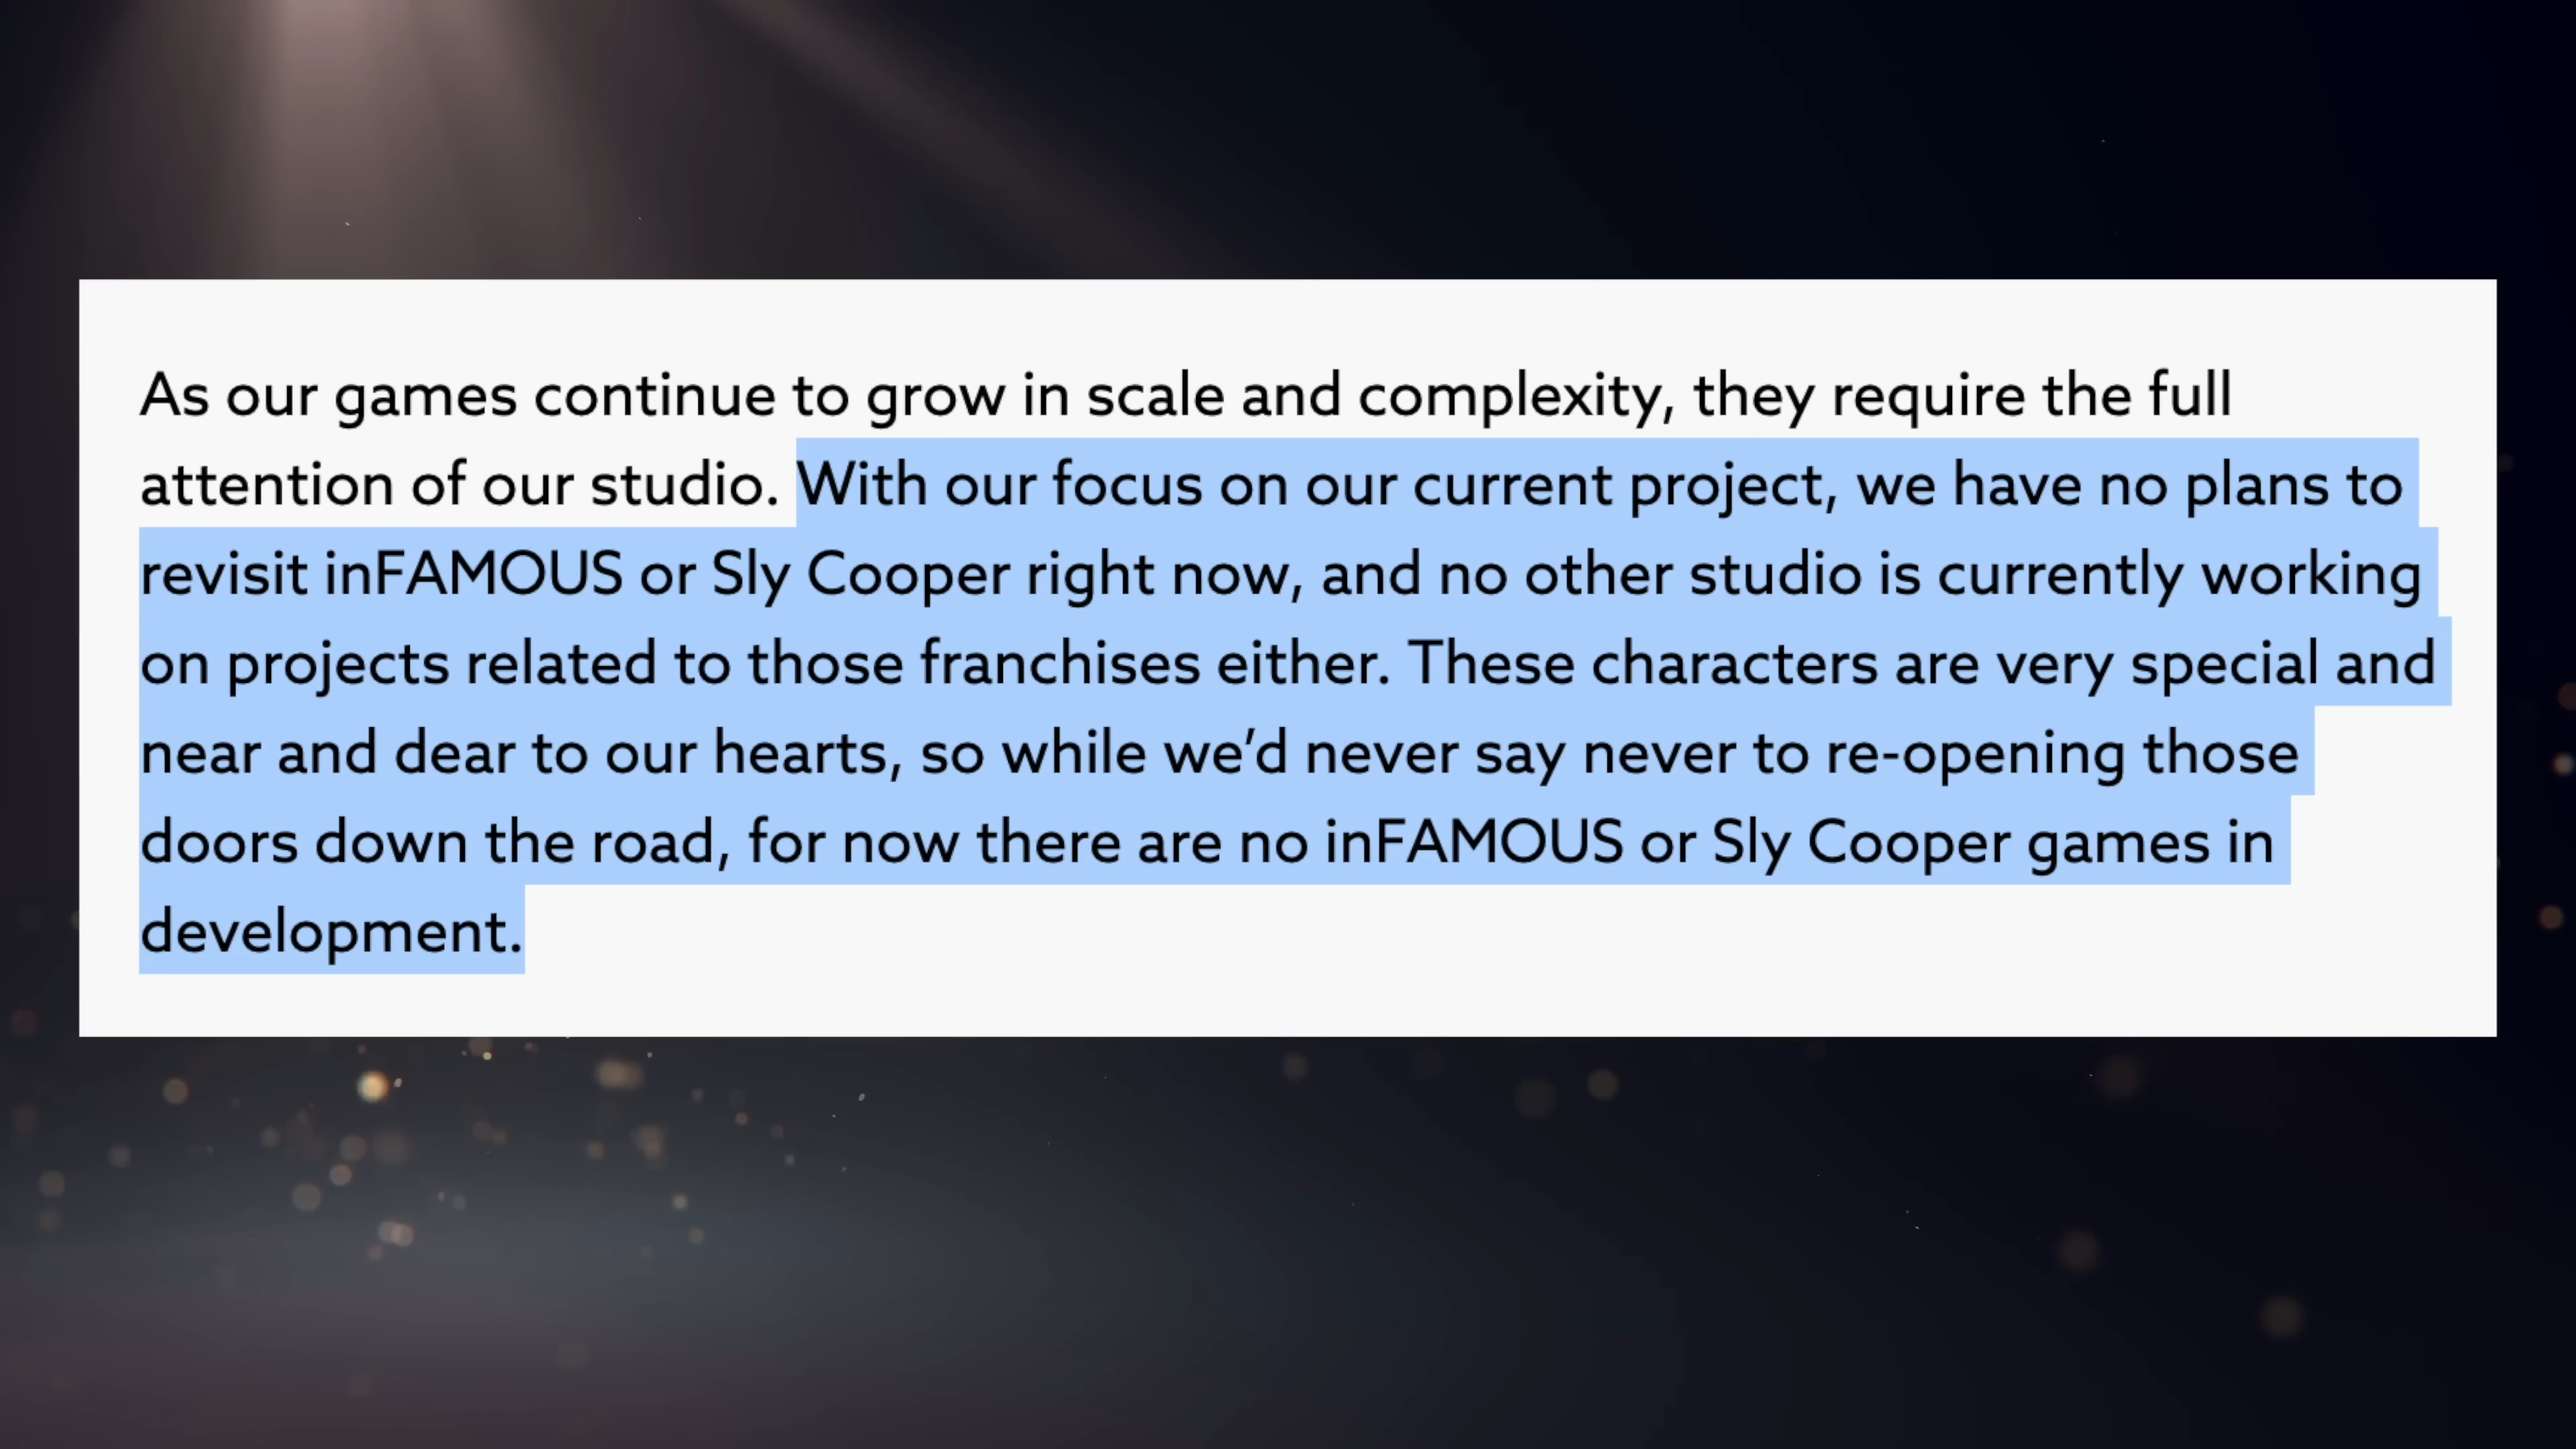 As our games continue to grow in scale and complexity, they require the full
attention of our studio. With our focus on our current project, we have no plans to
revisit inFAMOUS or Sly Cooper right now, and no other studio is currently working
on projects related to those franchises either. These characters are very special and
near and dear to our hearts, so while we’d never say never to re-opening those
doors down the road, for now there are no inFAMOUS or Sly Cooper games in
development.